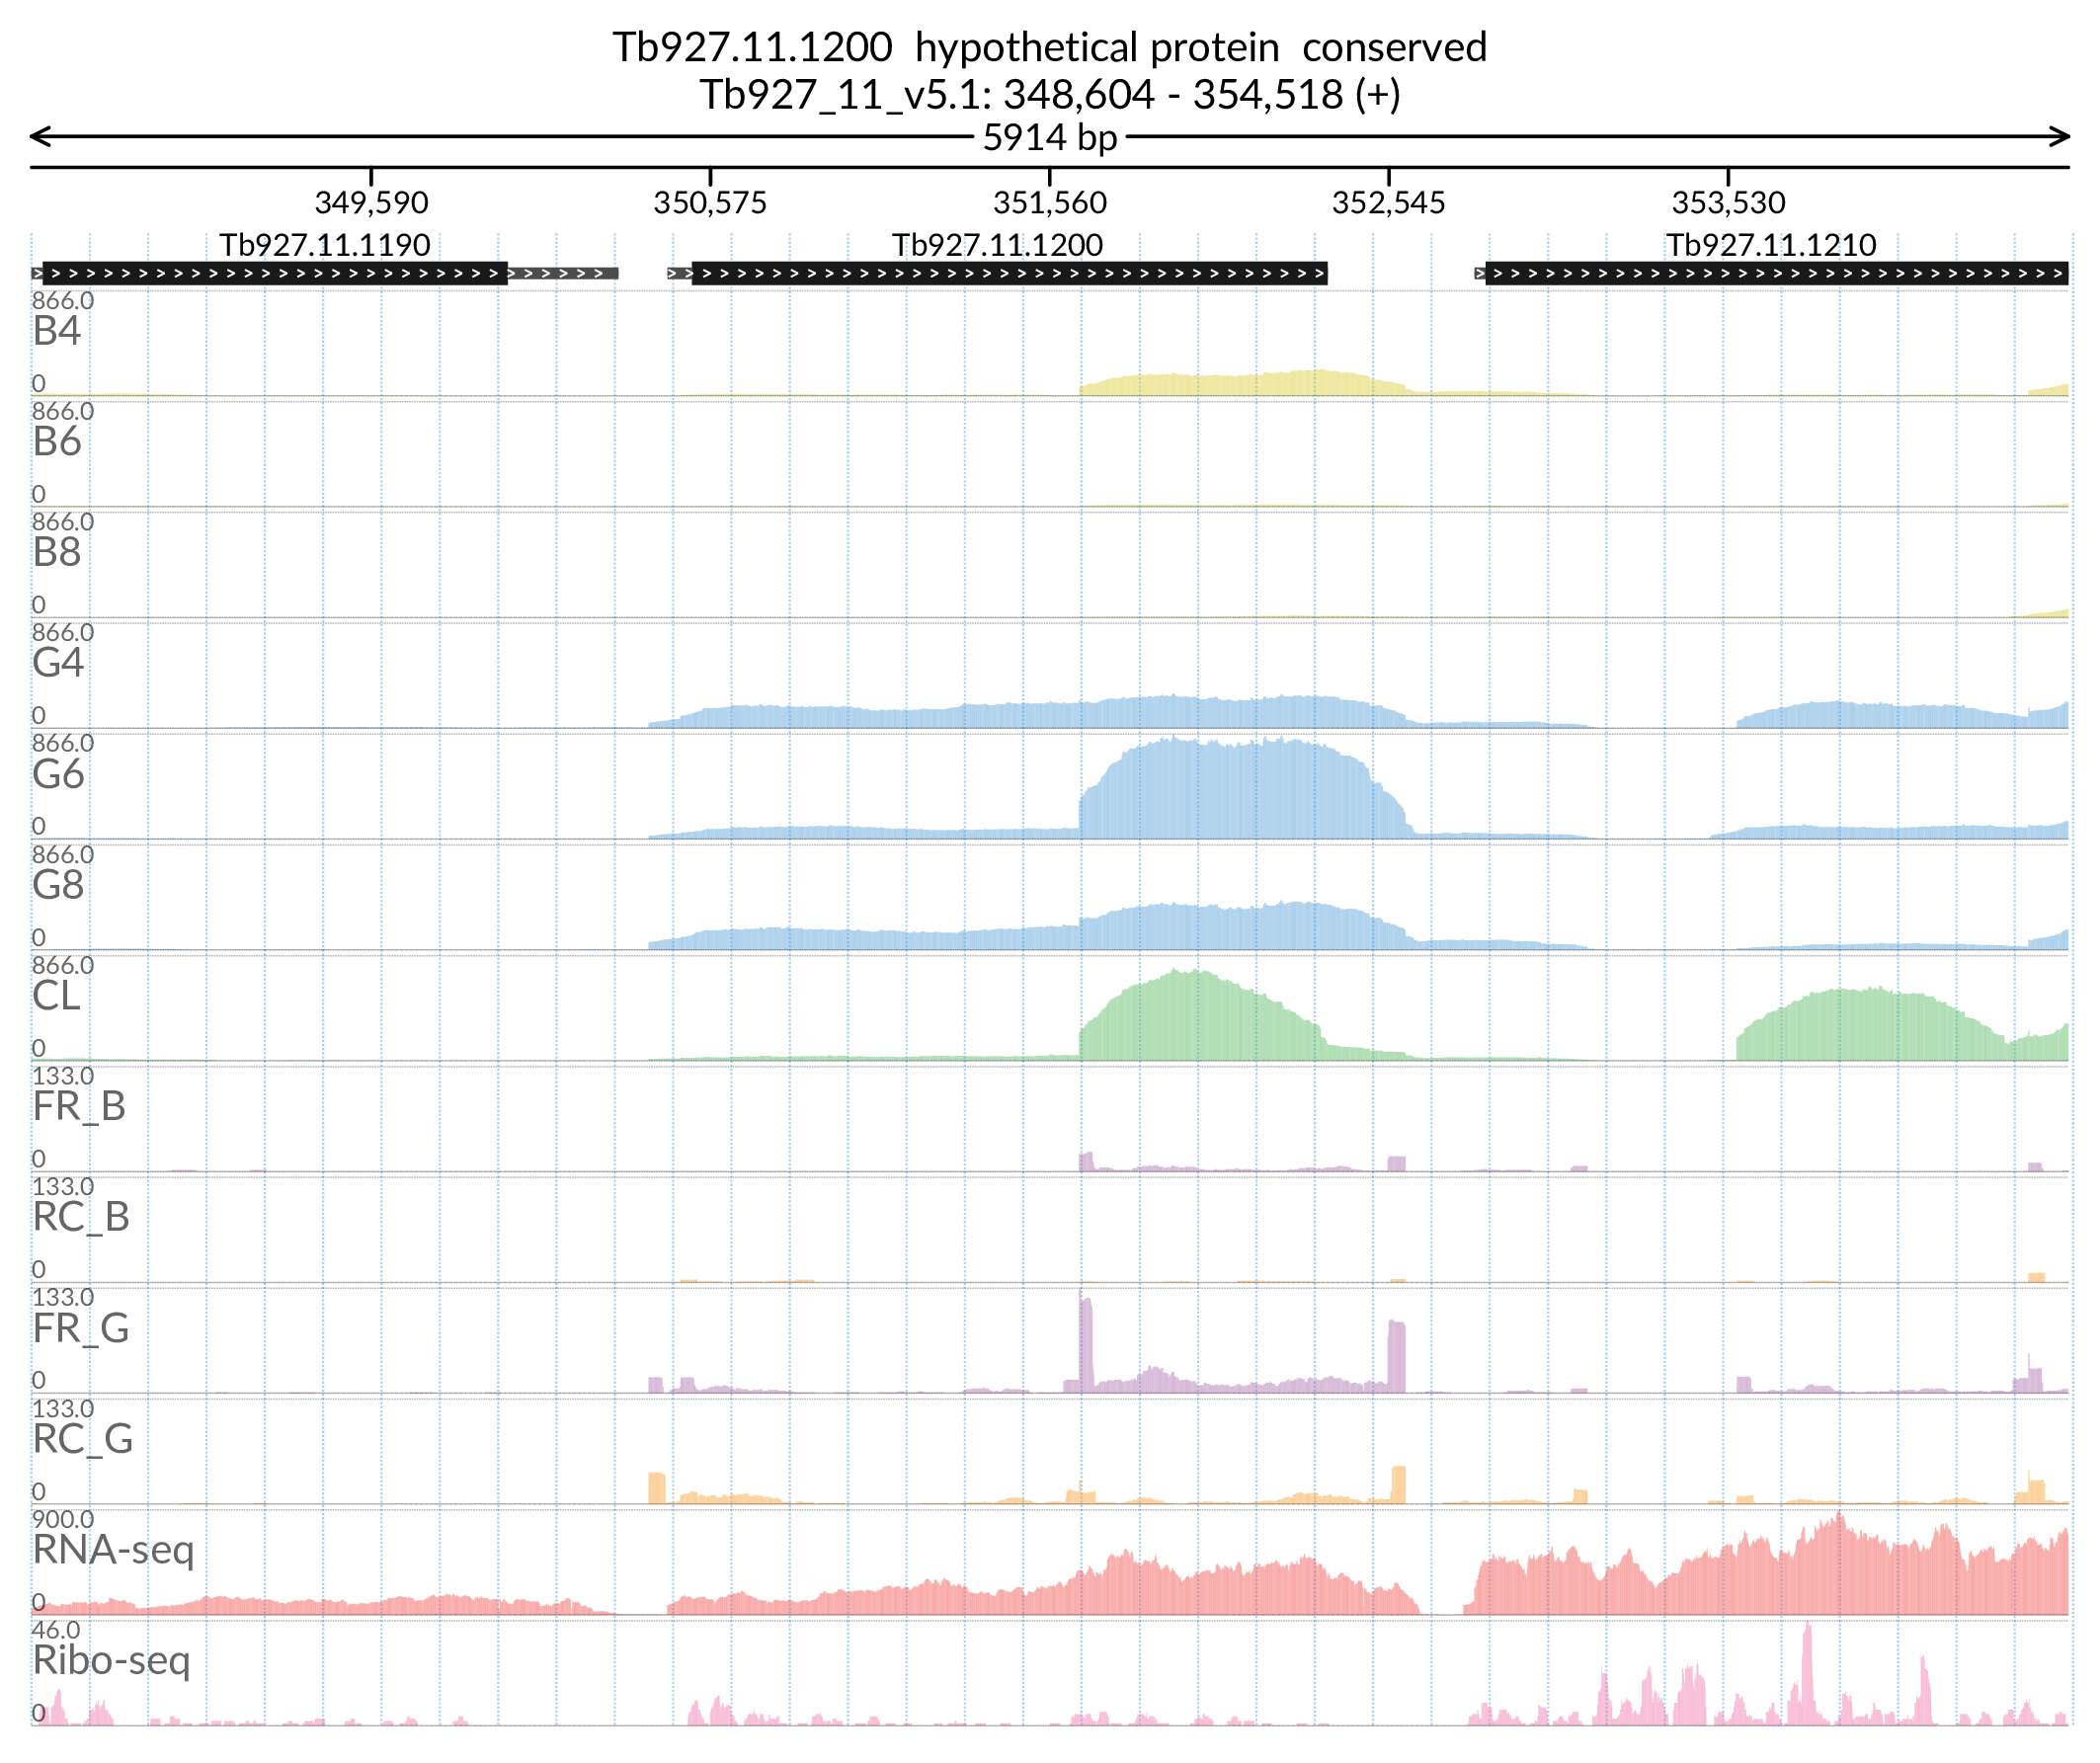 Tb927.11.1200  hypothetical protein  conserved
Tb927_11_v5.1: 348,604 - 354,518 (+)
5914 bp
349,590 350,575 351,560 352,545 353,530
Tb927.11.1190 Tb927.11.1200 Tb927.11.1210
866.0
B4
0
866.0
B6
0
866.0
B8
0
866.0
G4
0
866.0
G6
0
866.0
G8
0
866.0
CL
0
133.0
FR_B
0
133.0
RC_B
0
133.0
FR_G
0
133.0
RC_G
0
900.0
RNA-seq
0
46.0
Ribo-seq
0